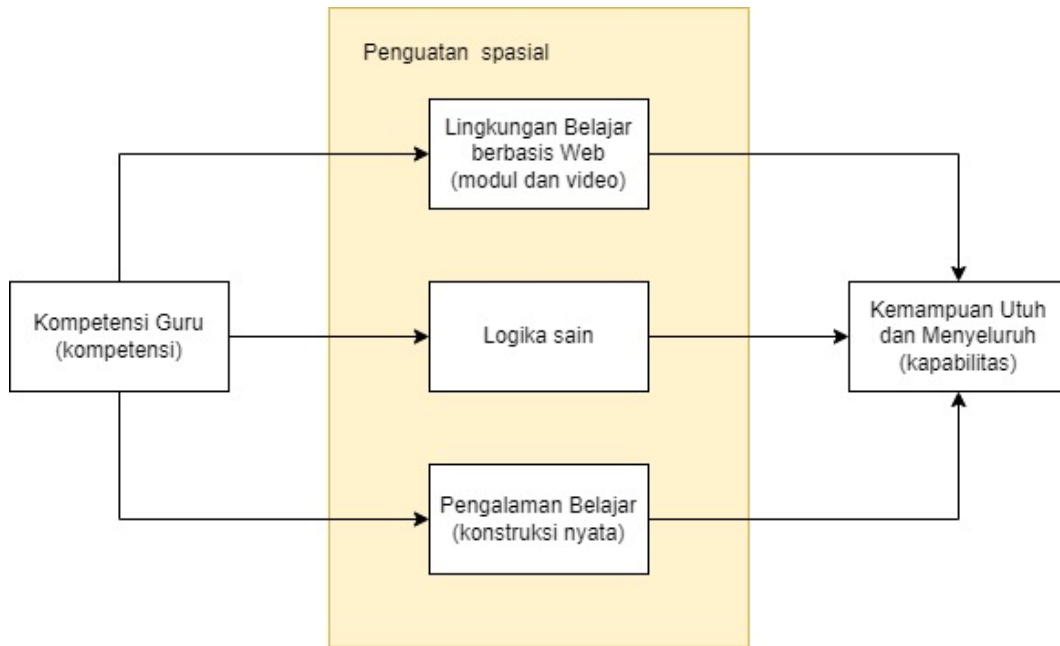 Penguatan spasial
Lingkungan Belajar
berbasis Web
(modul dan video)
Kompetensi Guru
(kompetensi)
Logika sain
Kemampuan Utuh
dan Menyeluruh
(kapabilitas)
Pengalaman Belajar
(konstruksi nyata)